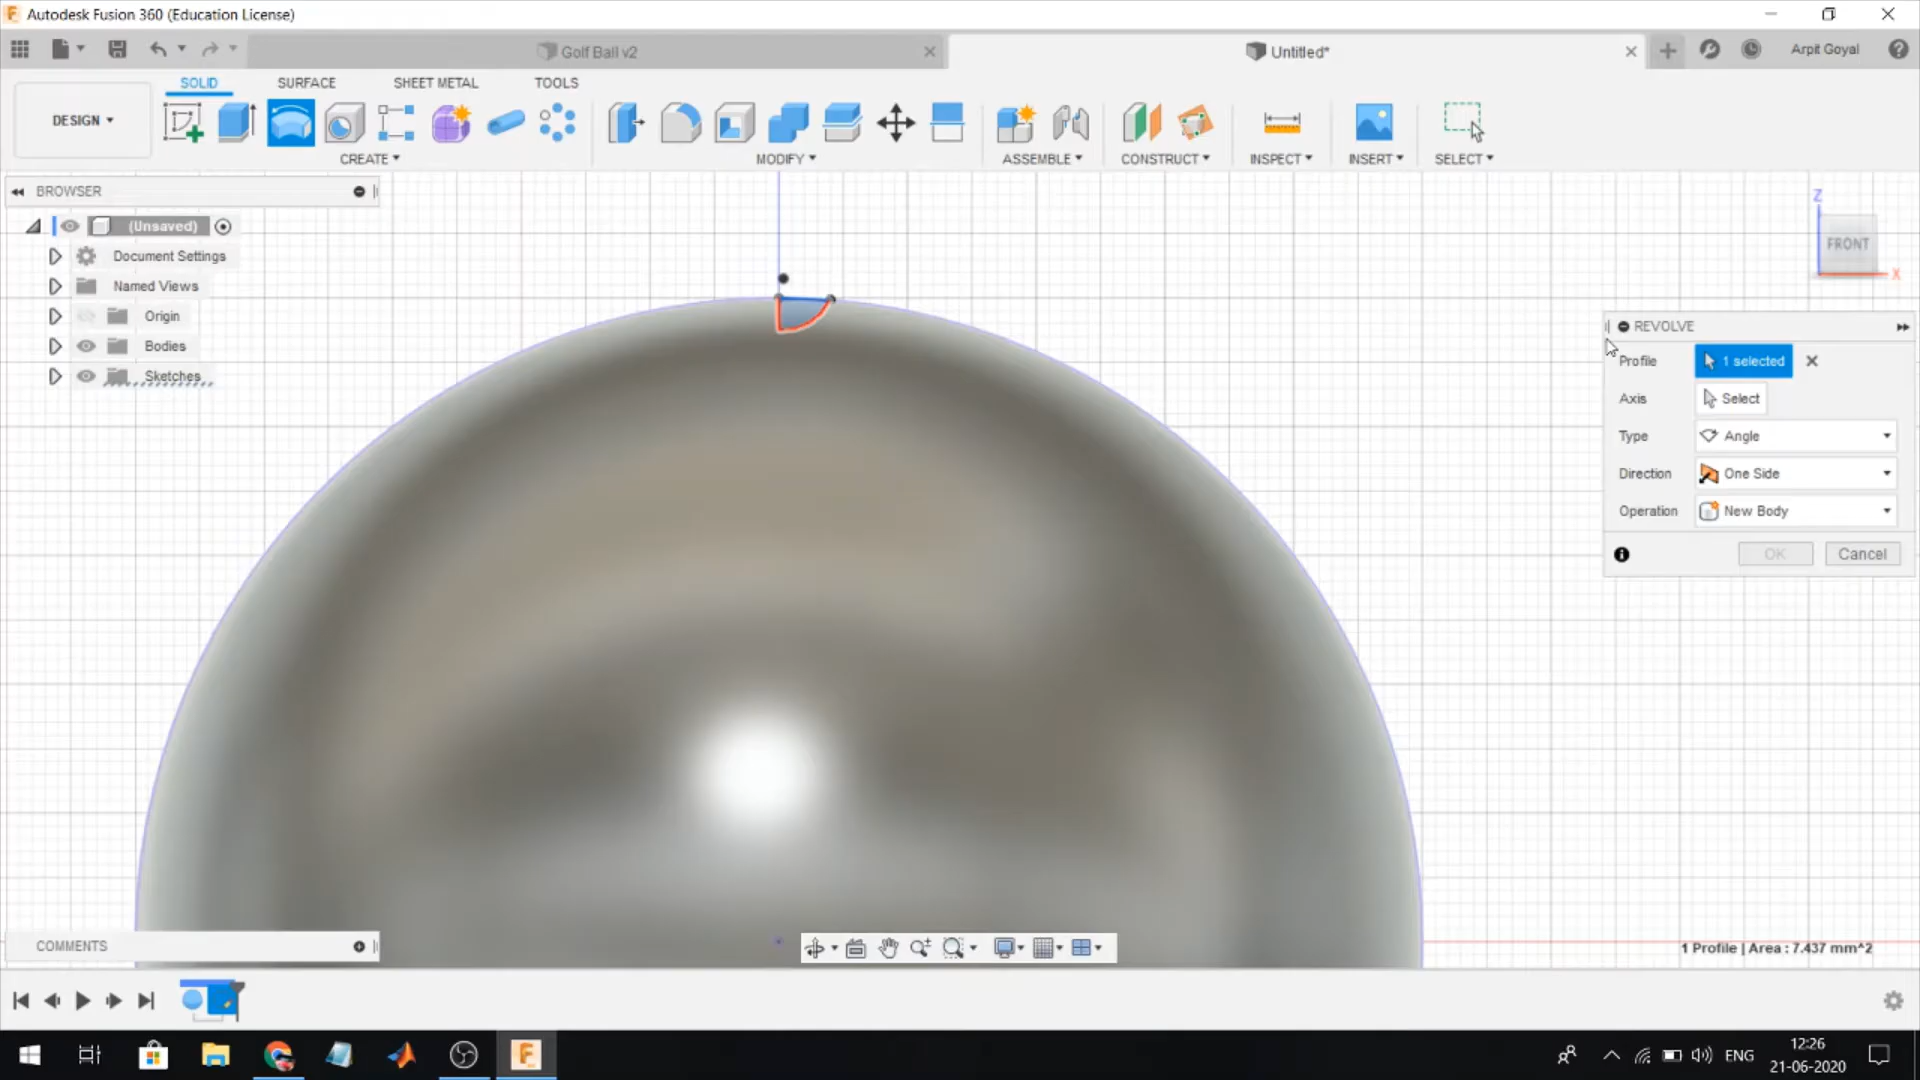 Autodesk Fusion 360 (Education License)
Golf Ball v2
Untitled*
Arpit Goyal
SOLID
SURFACE
SHEET METAL
TOOLS
DESIGN
CREATE
MODIFY
ASSEMBLE
CONSTRUCT
INSPECT
INSERT
SELECT
BROWSER
(Unsaved)
Document Settings
Named Views
Origin
Bodies
Sketches
Z
FRONT
X
REVOLVE
Profile
1 selected
Axis
Select
Type
Angle
Direction
One Side
Operation
New Body
OK
Cancel
COMMENTS
1 Profile | Area : 7.437 mm^2
ENG
12:26
21-06-2020